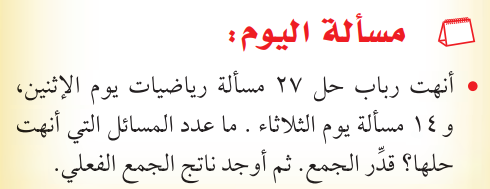 مسألة اليوم:
• أنهت رباب حل ٢٧ مسألة رياضيات يوم الإثنين،
و ١٤ مسألة يوم الثلاثاء . ما عدد المسائل التي أنهت
حلها؟ قدِّر الجمع. ثم أوجد ناتج الجمع الفعلي.